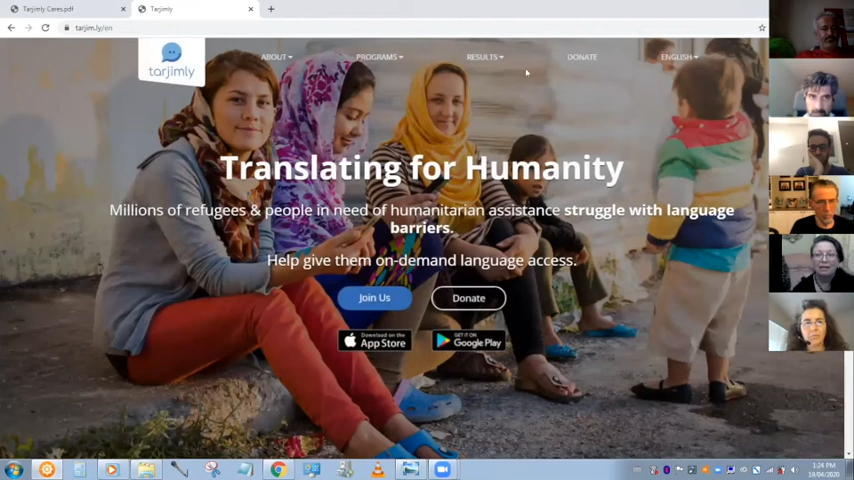 Tarjimly Cares.pdf
Tarjimly
tarjim.ly/en
tarjimly
ABOUT
PROGRAMS
RESULTS
DONATE
ENGLISH
Translating for Humanity
Millions of refugees & people in need of humanitarian assistance struggle with language
barriers.
Help give them on-demand language access.
Join Us
Donate
Download on the
App Store
GET IT ON
Google Play
1:24 PM
19/04/2020